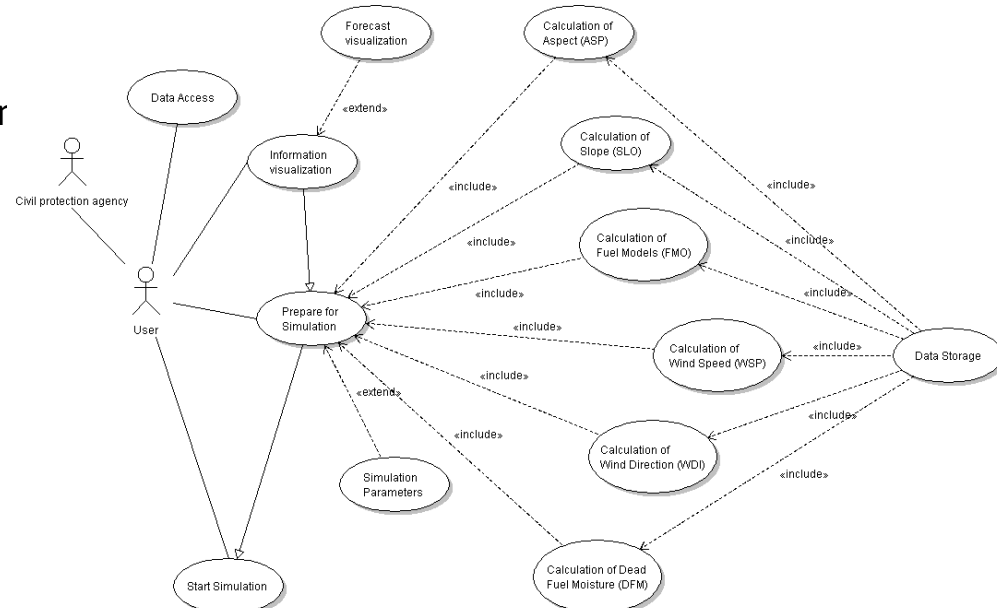 Forecast
visualization
Calculation of
Aspect (ASP)
Data Access
r
«extend»
Calculation of
Slope (SLO)
Information
visualization
«include»
«include»
Civil protection agency
Calculation of
Fuel Models (FMO)
«include»
«include»
«include»
«include»
Prepare for
Simulation
User
«include»
«include»
Calculation of
Wind Speed (WSP)
Data Storage
«include»
«extend»
«include»
«include»
Calculation of
Wind Direction (WDI)
Simulation
Parameters
«include»
Calculation of Dead
Fuel Moisture (DFM)
Start Simulation